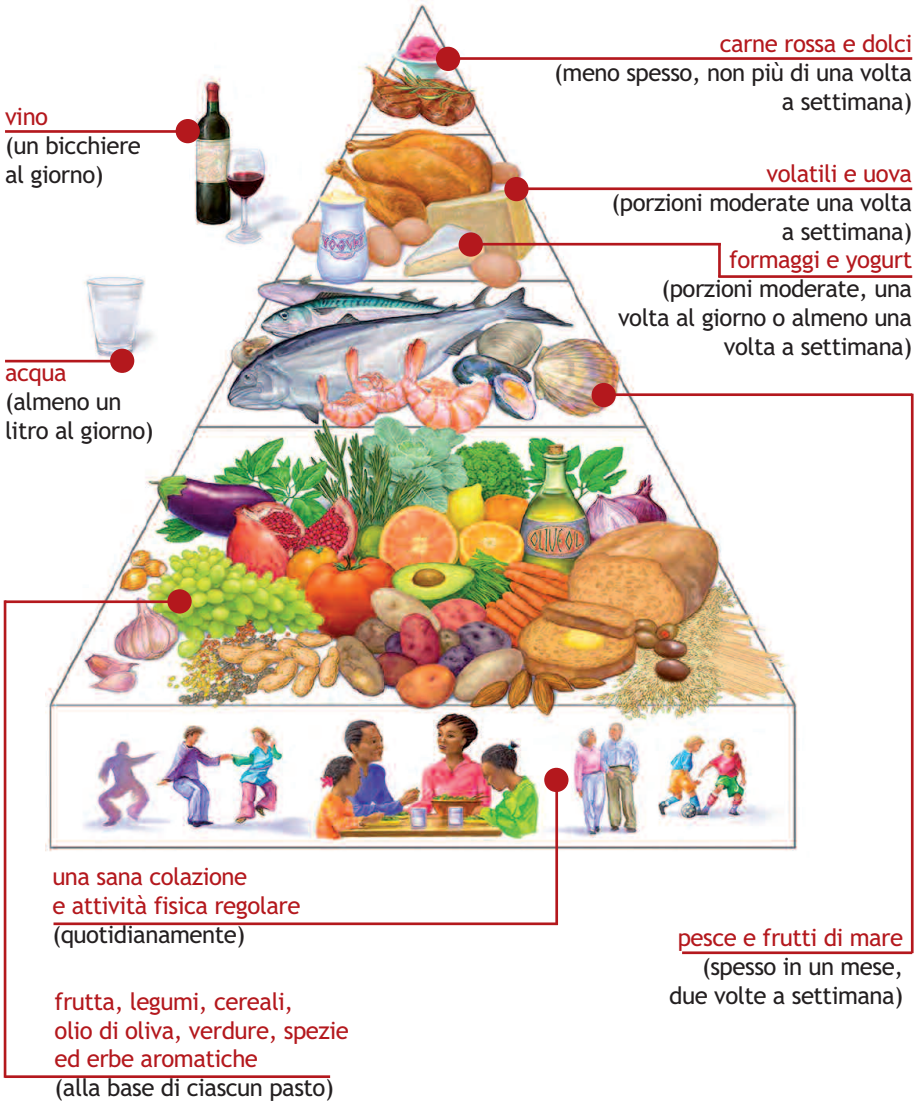 carne rossa e dolci
(meno spesso, non più di una volta
a settimana)
vino
(un bicchiere
al giorno)
volatili e uova
(porzioni moderate una volta
a settimana)
formaggi e yogurt
(porzioni moderate, una
volta al giorno o almeno una
volta a settimana)
YOGURT
acqua
(almeno un
litro al giorno)
OLIVE OIL
una sana colazione
e attività fisica regolare
(quotidianamente)
pesce e frutti di mare
(spesso in un mese,
due volte a settimana)
frutta, legumi, cereali,
olio di oliva, verdure, spezie
ed erbe aromatiche
(alla base di ciascun pasto)